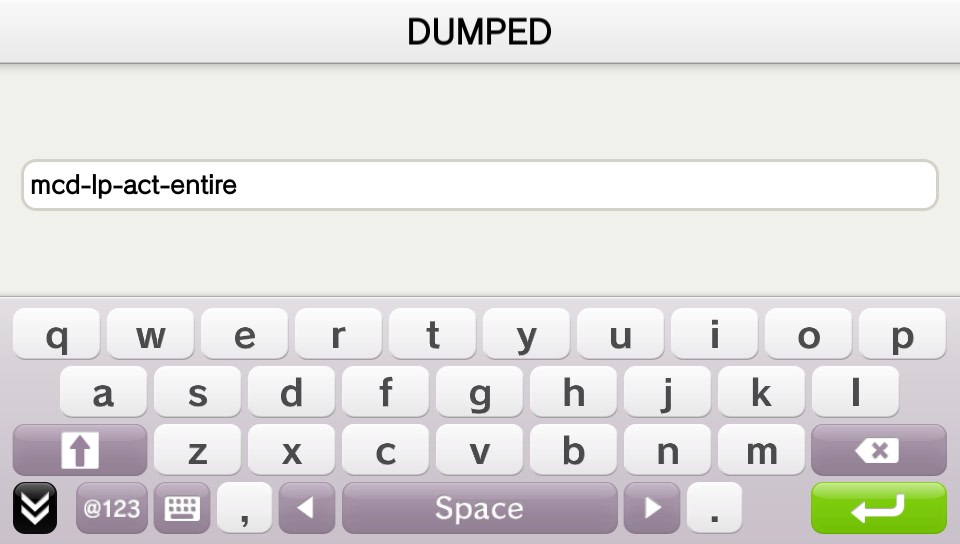 DUMPED
mcd-lp-act-entire
q w e r t y u i o p
a s d f g h j k l
z x c v b n m
@123 , Space .